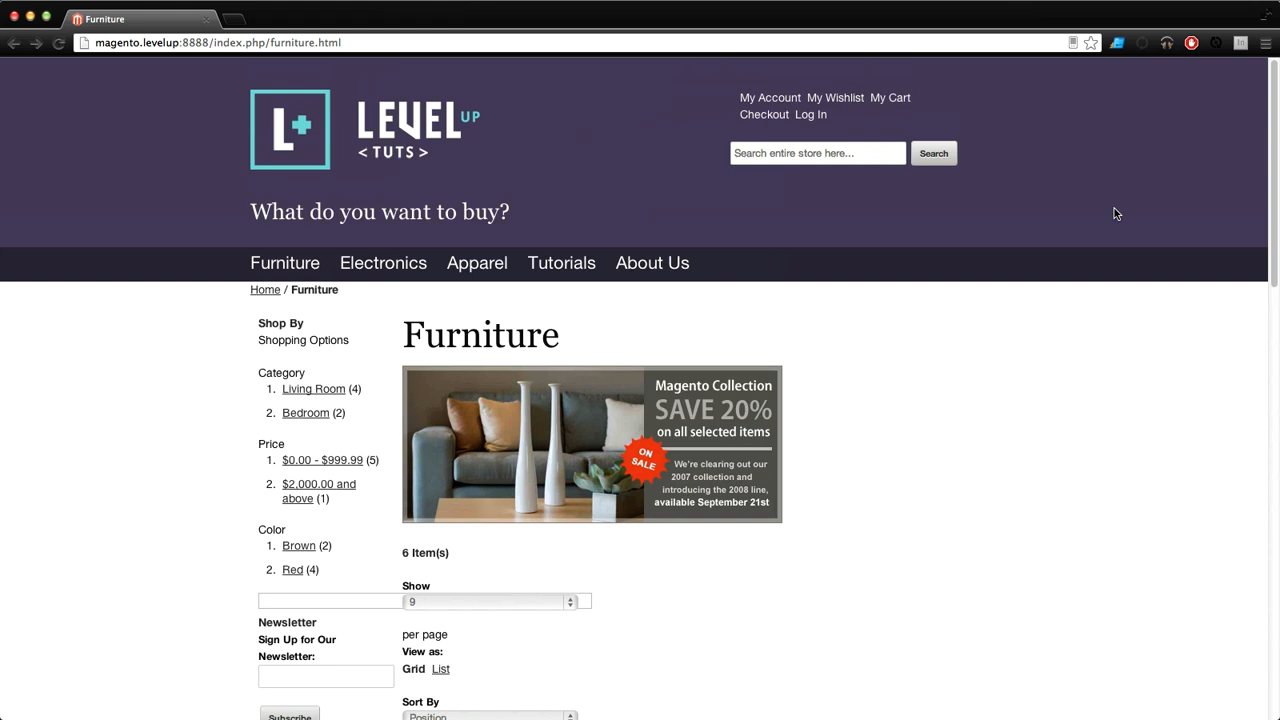 Furniture
magento.levelup:8888/index.php/furniture.html
L+
LEVEL UP
<TUTS>
My Account My Wishlist My Cart
Checkout Log In
Search entire store here...
Search
What do you want to buy?
Furniture Electronics Apparel Tutorials About Us
Home / Furniture
Shop By
Shopping Options
Category
1. Living Room (4)
2. Bedroom (2)
Price
1. $0.00 - $999.99 (5)
2. $2,000.00 and
above (1)
Color
1. Brown (2)
2. Red (4)
Newsletter
Sign Up for Our
Newsletter:
Subscribe
Furniture
Magento Collection
SAVE 20%
on all selected items
ON
SALE
We're clearing out our
2007 collection and
introducing the 2008 line,
available September 21st
6 Item(s)
Show
9
per page
View as:
Grid List
Sort By
Position